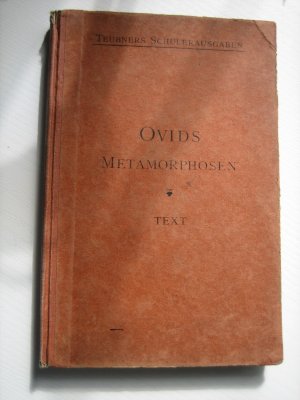 TEUBNERS SCHÜLERAUSGABEN
OVIDS
METAMORPHOSEN
TEXT